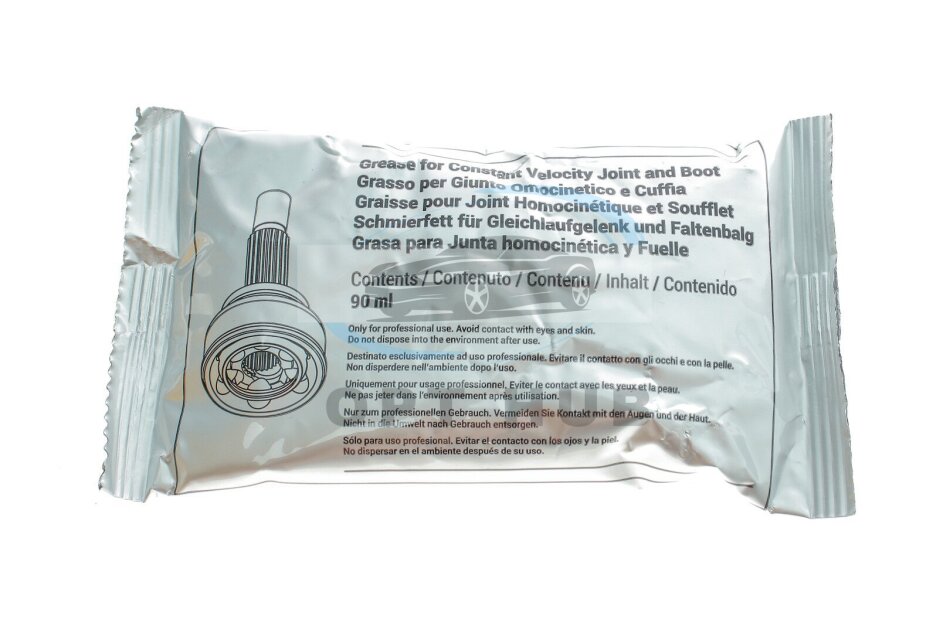 Grease for Constant Velocity Joint and Boot
Grasso per Giunto Omocinetico e Cuffia
Graisse pour Joint Homocinétique et Soufflet
Schmierfett für Gleichlaufgelenk und Faltenbalg
Grasa para Junta homocinética y Fuelle
Contents / Contenuto / Contenu / Inhalt / Contenido
90 ml
Only for professional use. Avoid contact with eyes and skin.
Do not dispose into the environment after use.
Destinato esclusivamente ad uso professionale. Evitare il contatto con gli occhi e con la pelle.
Non disperdere nell'ambiente dopo l'uso.
Uniquement pour usage professionnel. Eviter le contact avec les yeux et la peau.
Ne pas jeter dans l'environnement après utilisation.
Nur zum professionellen Gebrauch. Vermeiden Sie Kontakt mit den Augen und der Haut.
Nicht in die Umwelt nach Gebrauch entsorgen.
Sólo para uso profesional. Evitar el contacto con los ojos y la piel.
No dispersar en el ambiente después de su uso.